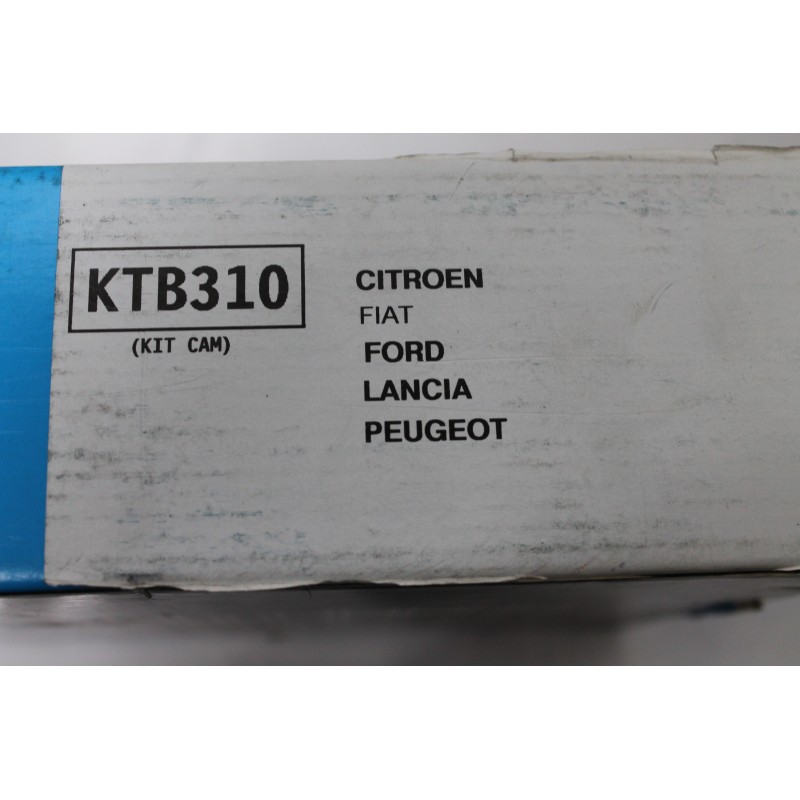 KTB310
(KIT CAM)
CITROEN
FIAT
FORD
LANCIA
PEUGEOT